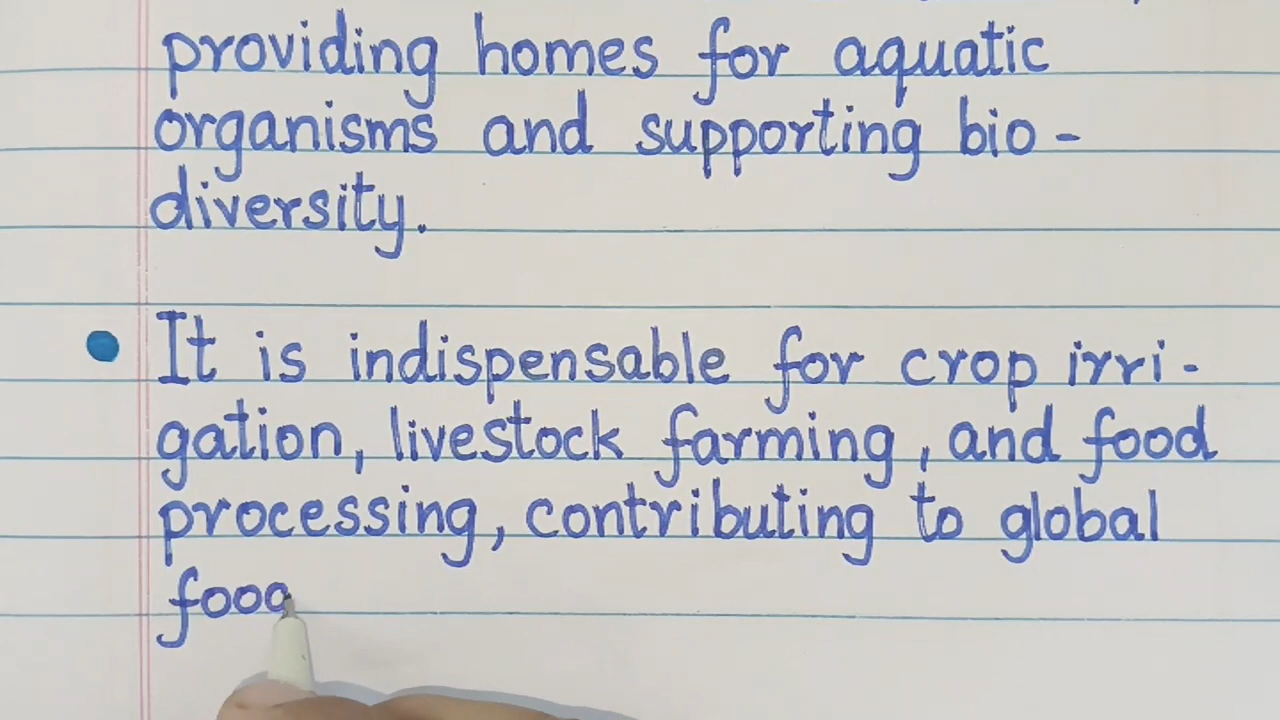 providing homes for aquatic
organisms and supporting bio-
diversity.
It is indispensable for crop irri-
gation, livestock farming, and food
processing, contributing to global